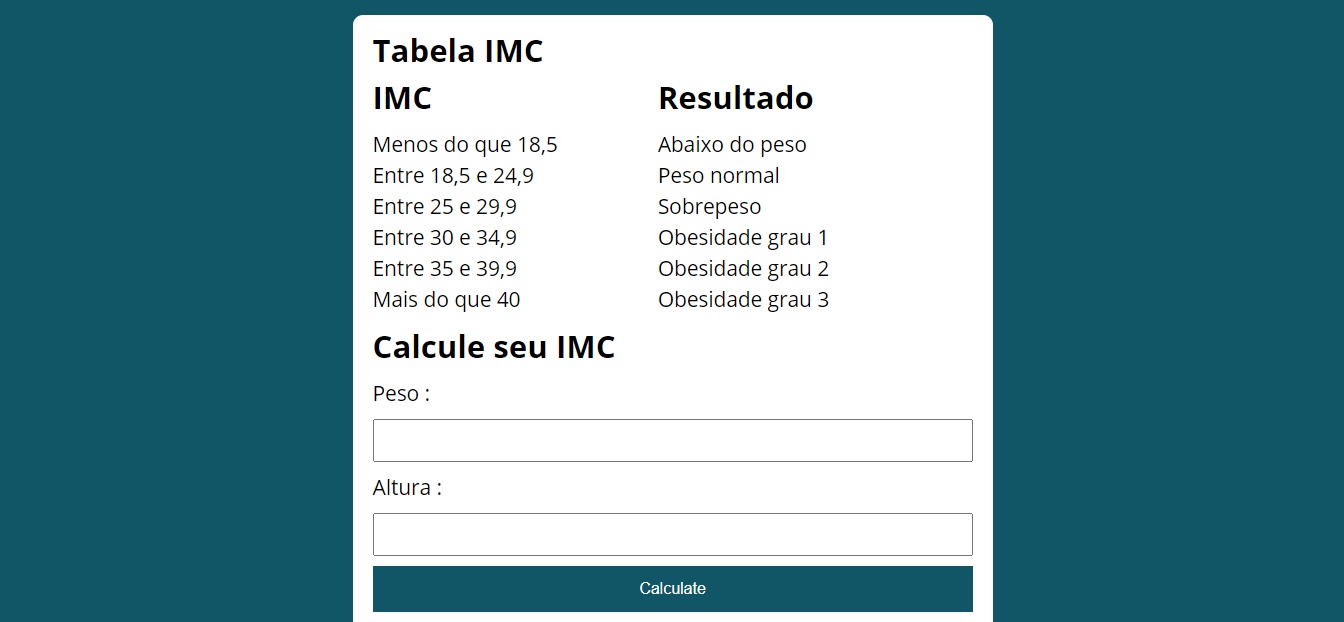 Tabela IMC
IMC Resultado
Menos do que 18,5 Abaixo do peso
Entre 18,5 e 24,9 Peso normal
Entre 25 e 29,9 Sobrepeso
Entre 30 e 34,9 Obesidade grau 1
Entre 35 e 39,9 Obesidade grau 2
Mais do que 40 Obesidade grau 3
Calcule seu IMC
Peso :
Altura :
Calculate